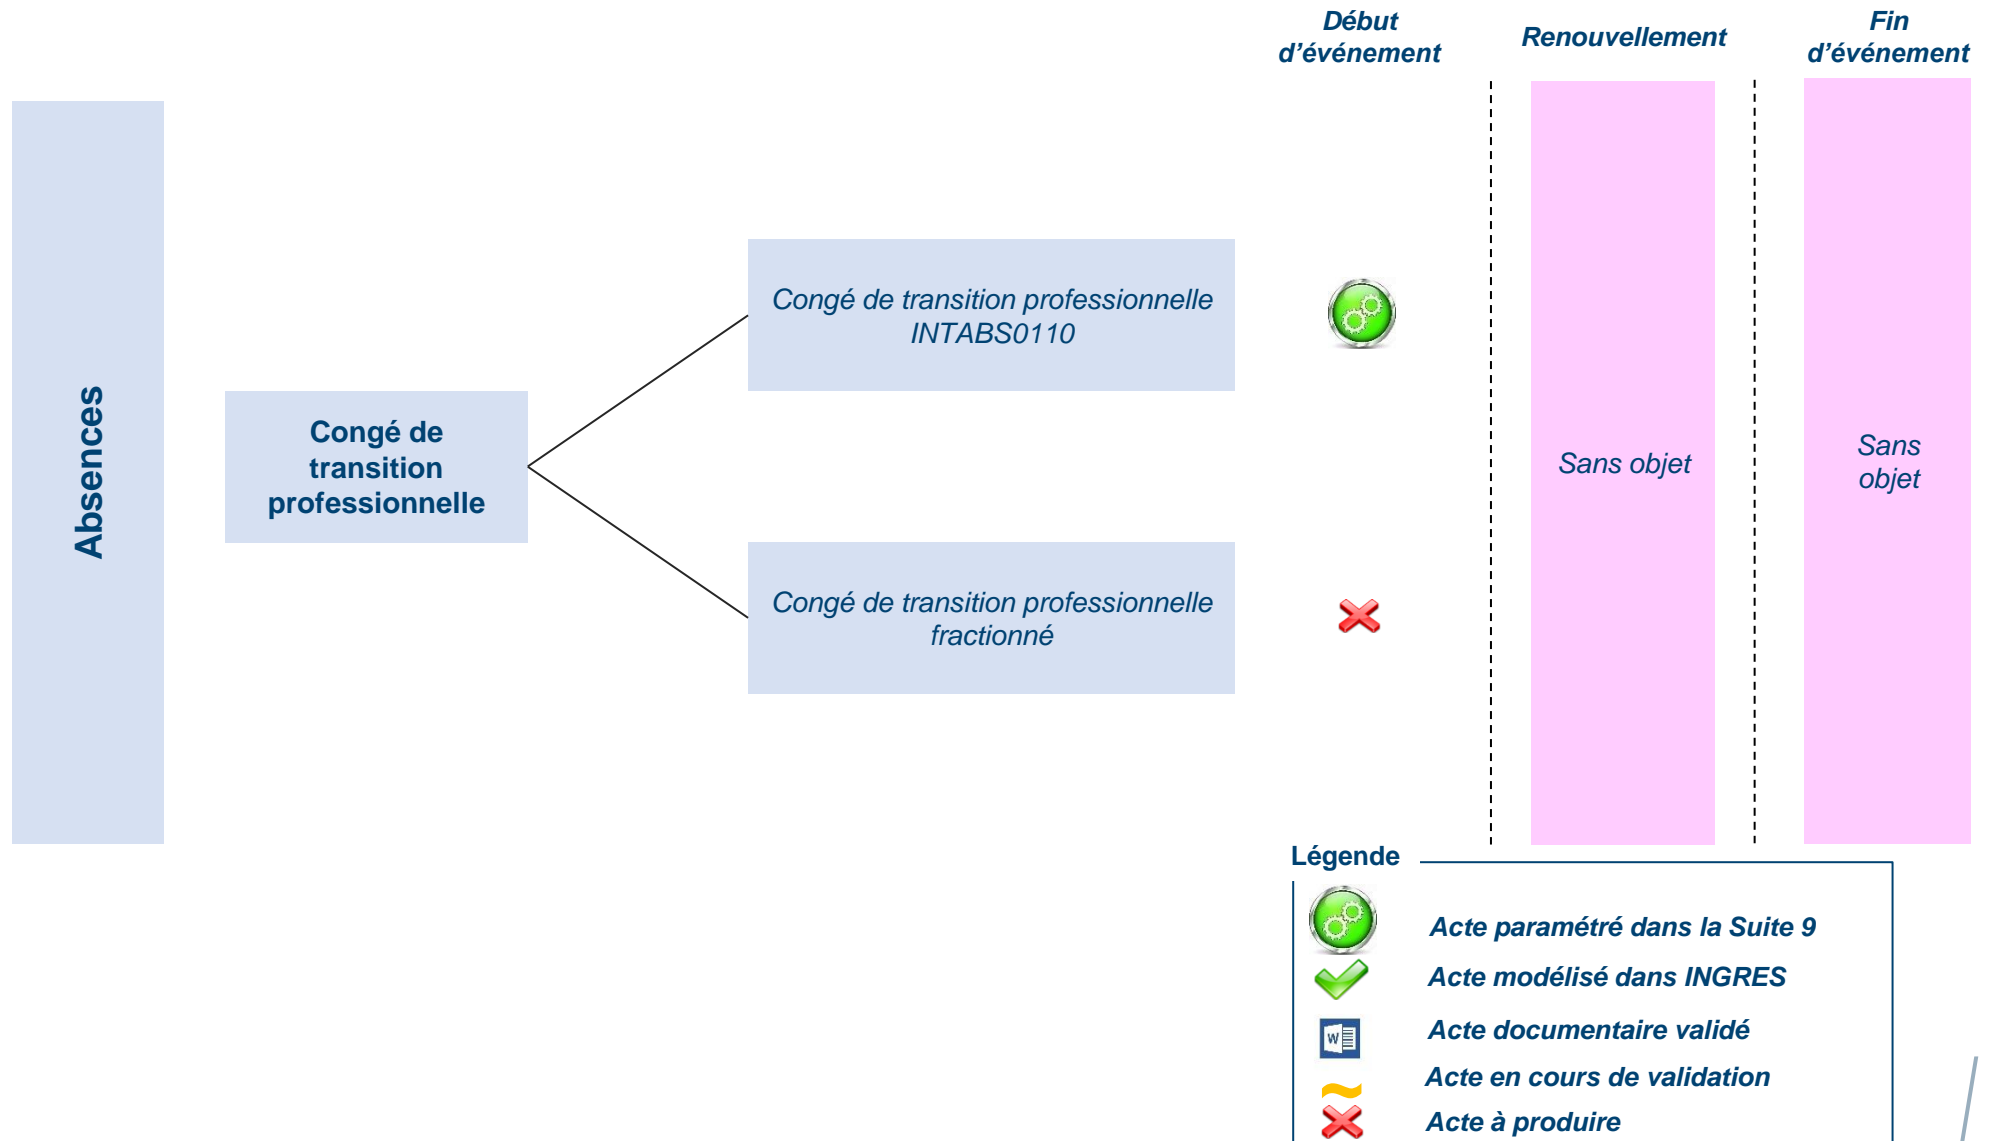 Début
d’événement
Renouvellement
Fin
d’événement
Absences
Congé de
transition
professionnelle
Congé de transition professionnelle
INTABS0110
Congé de transition professionnelle
fractionné
Sans objet
Sans
objet
Légende
Acte paramétré dans la Suite 9
Acte modélisé dans INGRES
W
Acte documentaire validé
Acte en cours de validation
Acte à produire